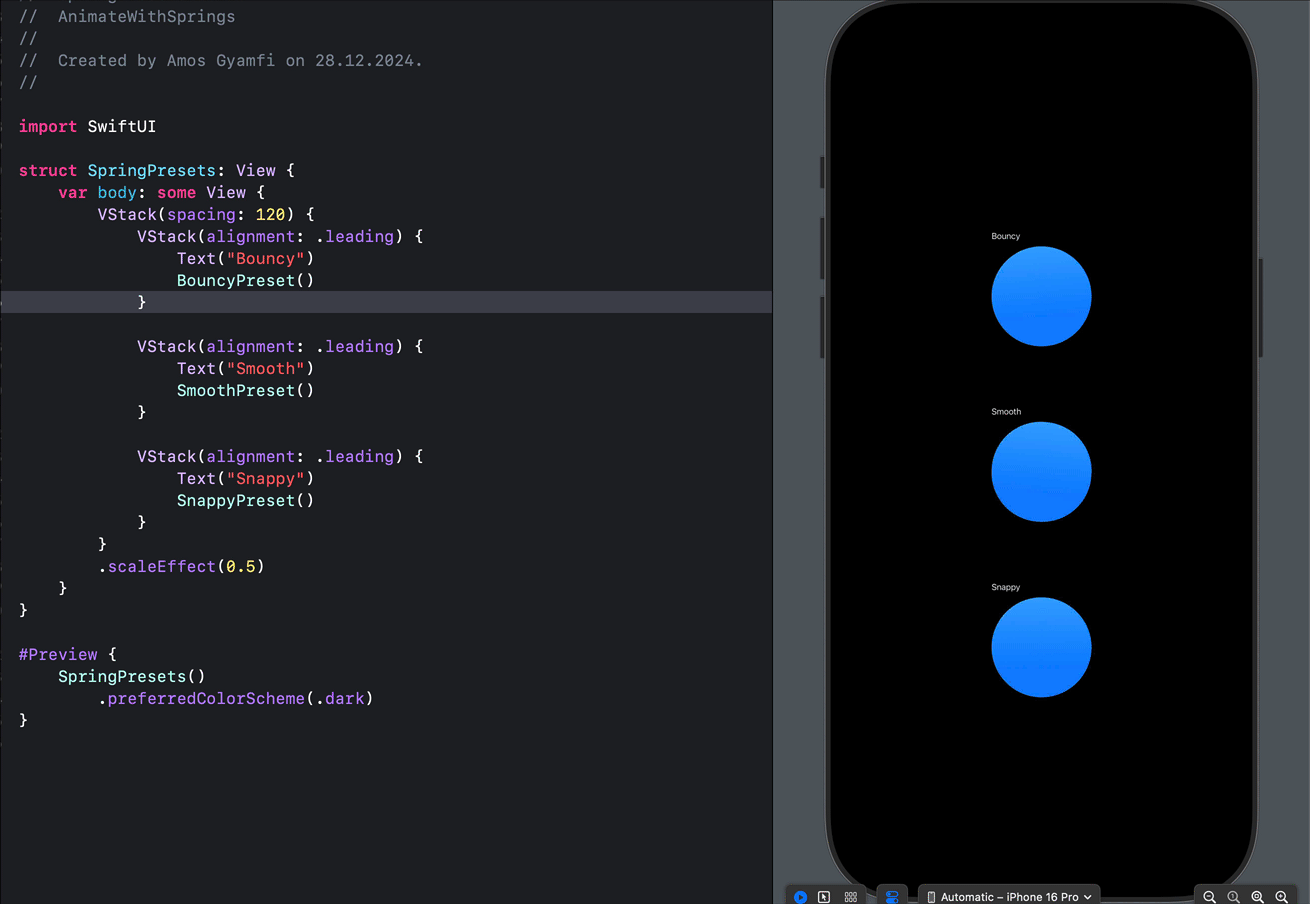 //  AnimateWithSprings
//
//  Created by Amos Gyamfi on 28.12.2024.
//
import SwiftUI
struct SpringPresets: View {
    var body: some View {
        VStack(spacing: 120) {
            VStack(alignment: .leading) {
                Text("Bouncy")
                BouncyPreset()
            }
            VStack(alignment: .leading) {
                Text("Smooth")
                SmoothPreset()
            }
            VStack(alignment: .leading) {
                Text("Snappy")
                SnappyPreset()
            }
        }
        .scaleEffect(0.5)
    }
}
#Preview {
    SpringPresets()
        .preferredColorScheme(.dark)
}
Bouncy
Smooth
Snappy
Automatic – iPhone 16 Pro